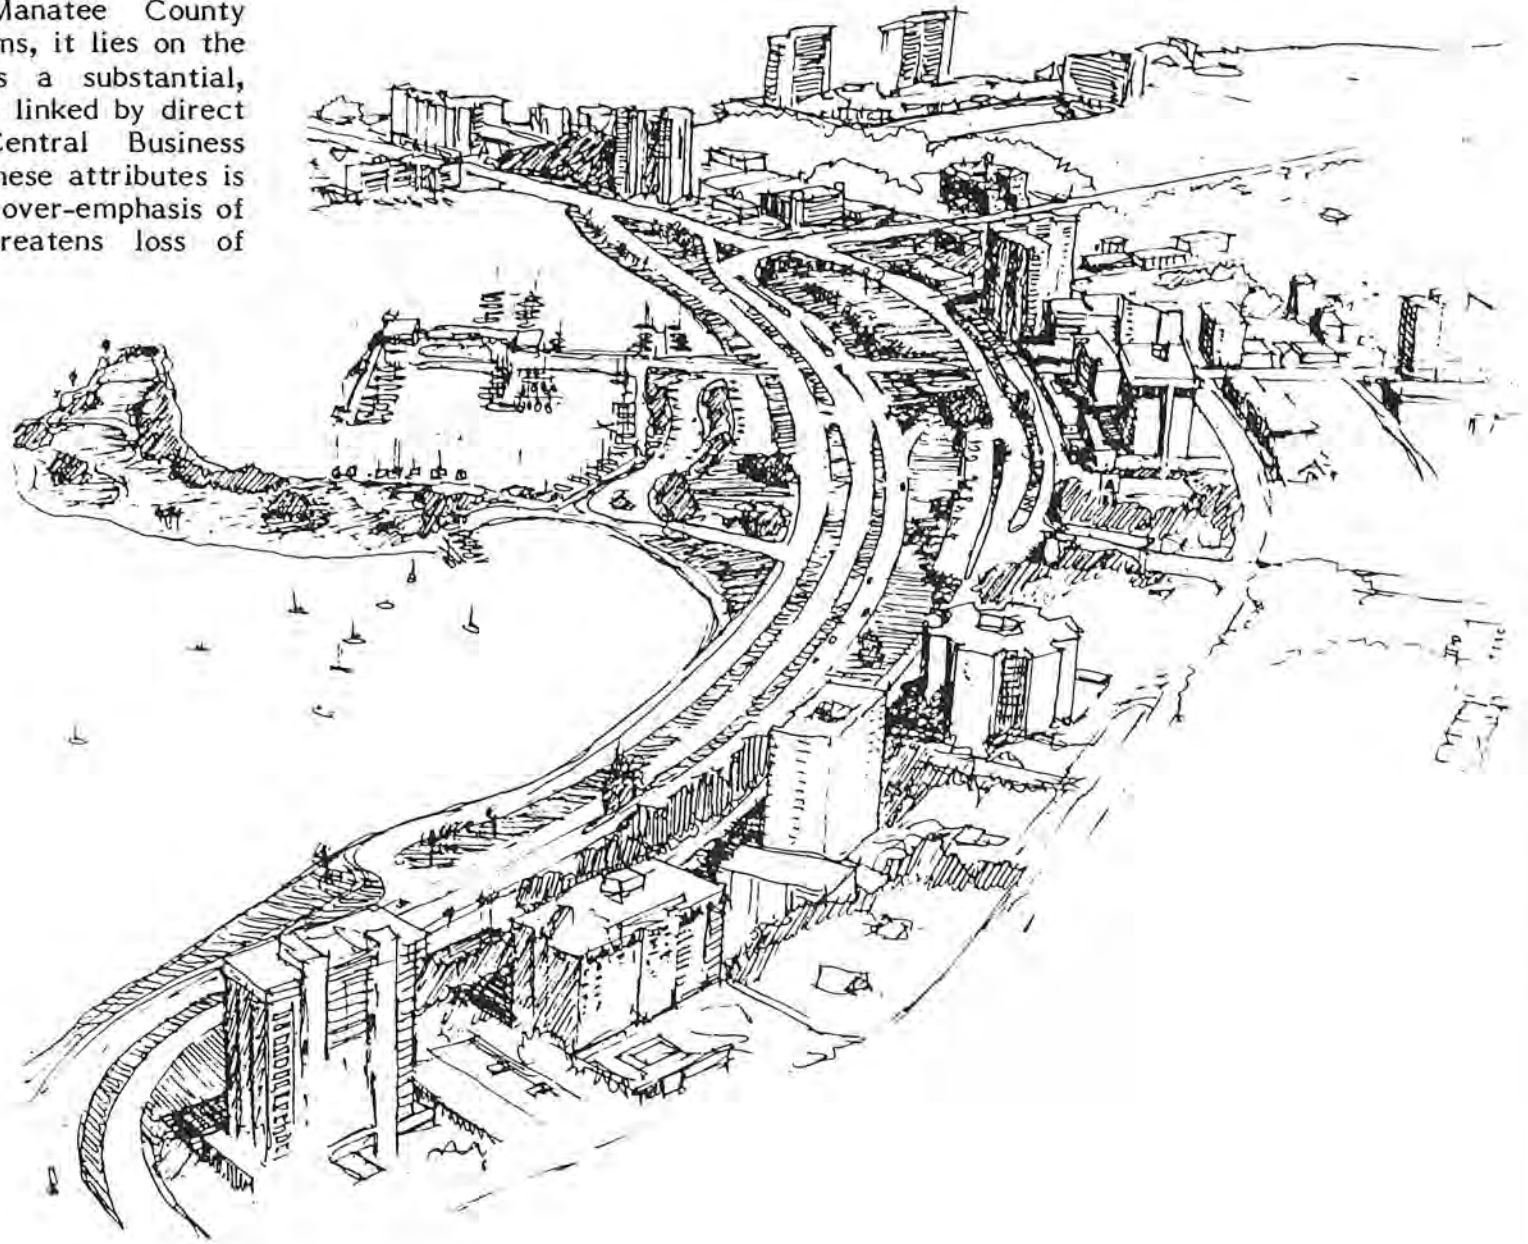 Manatee County
ns, it lies on the
s a substantial,
linked by direct
Central Business
hese attributes is
over-emphasis of
reatens loss of